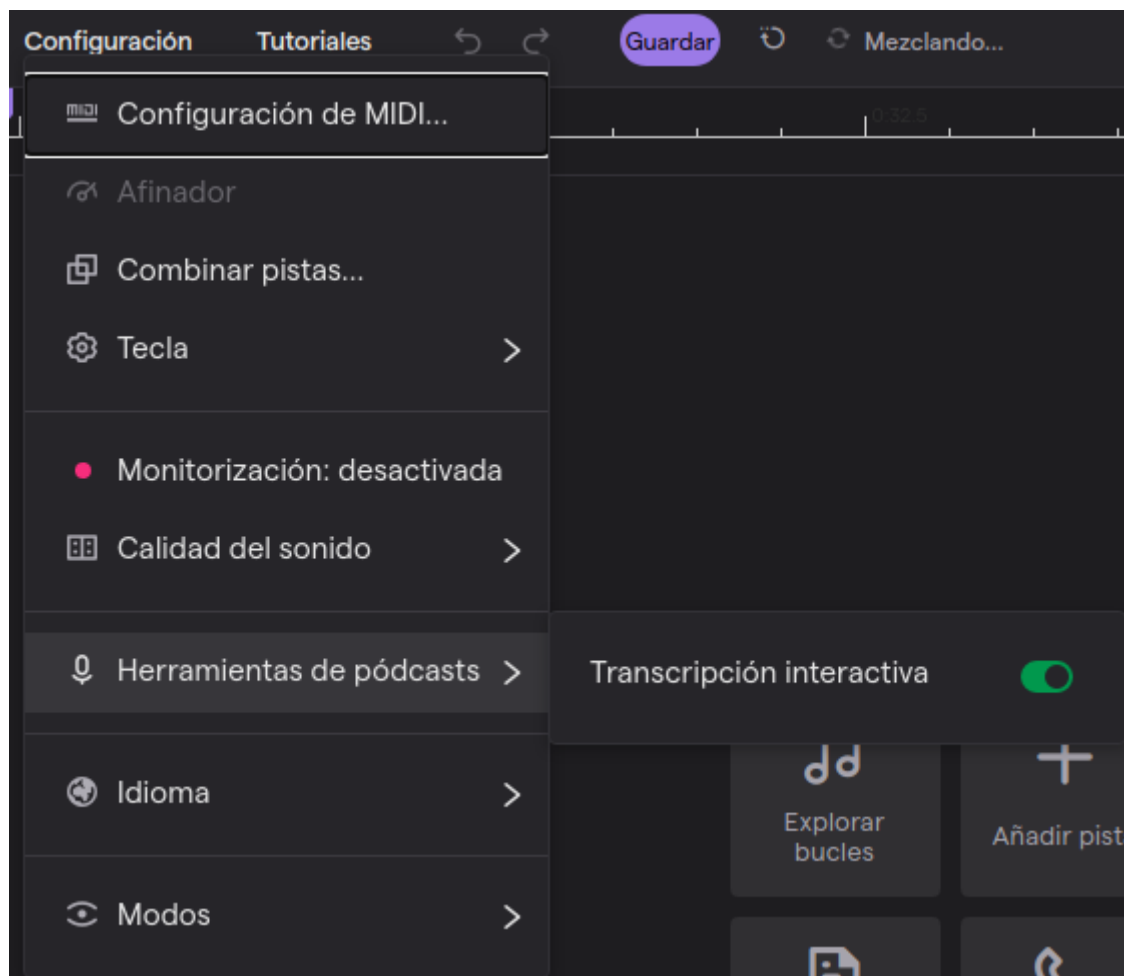 Configuración Tutoriales Guardar Mezclando...
midi Configuración de MIDI...
0:32.5
Afinador
Combinar pistas...
Tecla
Monitorización: desactivada
Calidad del sonido
Herramientas de pódcasts
Transcripción interactiva
Idioma
Explorar
bucles
Añadir pist
Modos